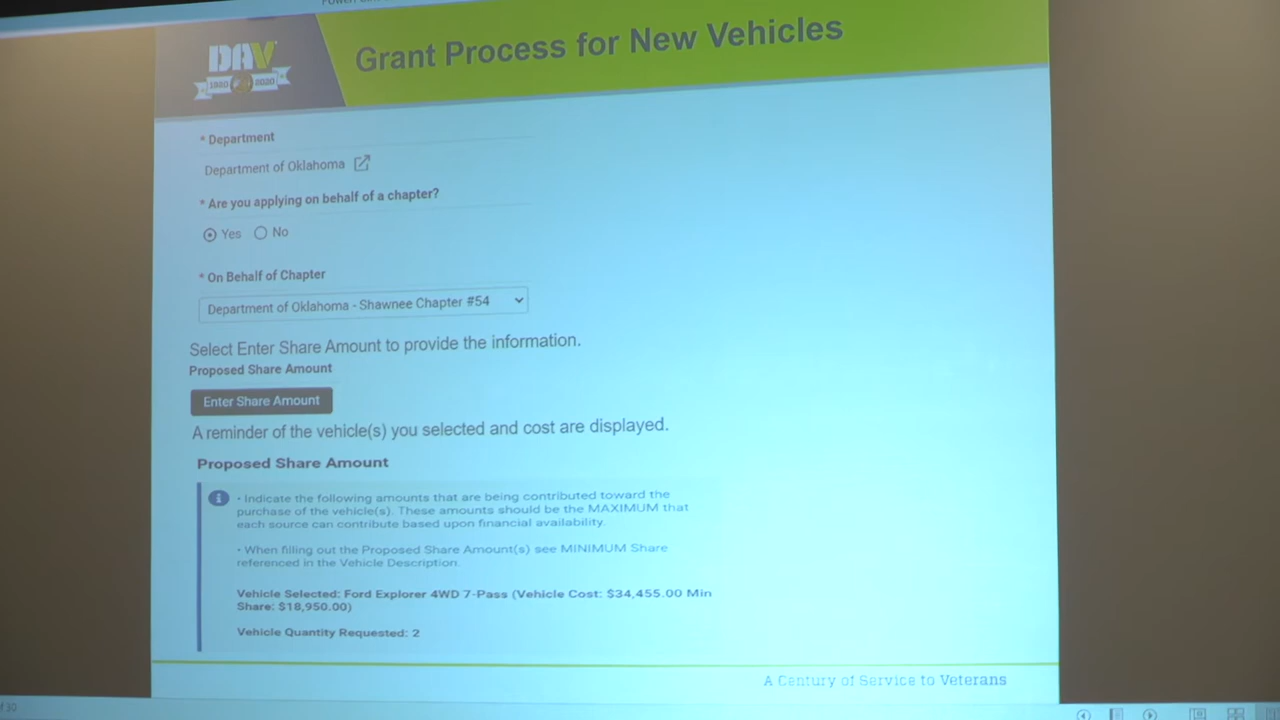 DAV
1920 2020
Grant Process for New Vehicles
* Department
Department of Oklahoma
* Are you applying on behalf of a chapter?
Yes No
* On Behalf of Chapter
Department of Oklahoma - Shawnee Chapter #54
Select Enter Share Amount to provide the information.
Proposed Share Amount
Enter Share Amount
A reminder of the vehicle(s) you selected and cost are displayed.
Proposed Share Amount
• Indicate the following amounts that are being contributed toward the
purchase of the vehicle(s). These amounts should be the MAXIMUM that
each source can contribute based upon financial availability.
• When filling out the Proposed Share Amount(s) see MINIMUM Share
referenced in the Vehicle Description.
Vehicle Selected: Ford Explorer 4WD 7-Pass (Vehicle Cost: $34,455.00 Min
Share: $18,950.00)
Vehicle Quantity Requested: 2
A Century of Service to Veterans
of 30